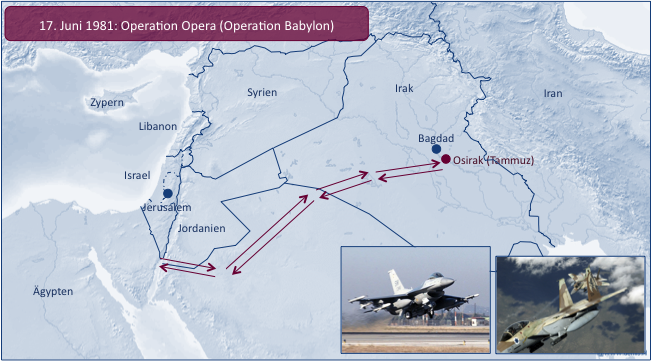 17. Juni 1981: Operation Opera (Operation Babylon)
Syrien
Irak
Iran
Zypern
Libanon
Bagdad
Osirak (Tammuz)
Israel
Jerusalem
Jordanien
Ägypten